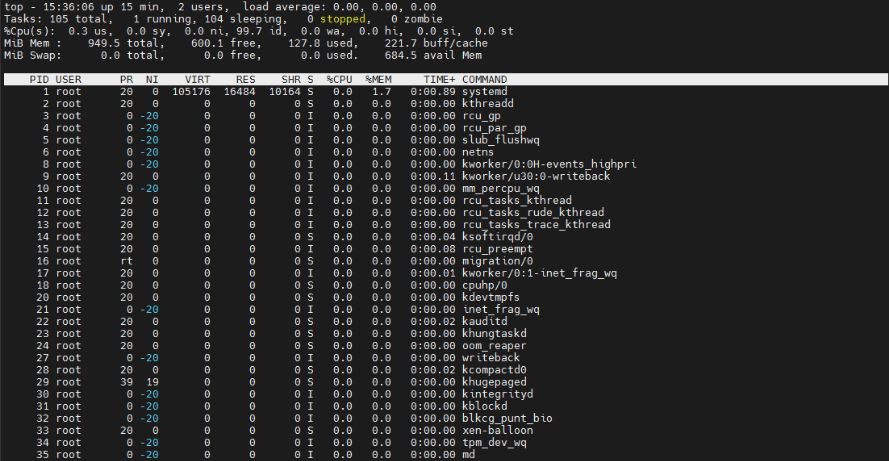 top - 15:36:06 up 15 min,  2 users,  load average: 0.00, 0.00, 0.00
Tasks: 105 total,   1 running, 104 sleeping,   0 stopped,   0 zombie
%Cpu(s):  0.3 us,  0.0 sy,  0.0 ni, 99.7 id,  0.0 wa,  0.0 hi,  0.0 si,  0.0 st
MiB Mem :    949.5 total,    600.1 free,    127.8 used,    221.7 buff/cache
MiB Swap:      0.0 total,      0.0 free,      0.0 used.    684.5 avail Mem
PID USER      PR  NI    VIRT    RES    SHR S  %CPU  %MEM     TIME+ COMMAND
1 root      20   0  105176  16484  10164 S   0.0   1.7   0:00.89 systemd
2 root      20   0       0      0      0 S   0.0   0.0   0:00.00 kthreadd
3 root       0 -20       0      0      0 I   0.0   0.0   0:00.00 rcu_gp
4 root       0 -20       0      0      0 I   0.0   0.0   0:00.00 rcu_par_gp
5 root       0 -20       0      0      0 I   0.0   0.0   0:00.00 slub_flushwq
6 root       0 -20       0      0      0 I   0.0   0.0   0:00.00 netns
8 root       0 -20       0      0      0 I   0.0   0.0   0:00.00 kworker/0:0H-events_highpri
9 root      20   0       0      0      0 I   0.0   0.0   0:00.11 kworker/u30:0-writeback
10 root       0 -20       0      0      0 I   0.0   0.0   0:00.00 mm_percpu_wq
11 root      20   0       0      0      0 I   0.0   0.0   0:00.00 rcu_tasks_kthread
12 root      20   0       0      0      0 I   0.0   0.0   0:00.00 rcu_tasks_rude_kthread
13 root      20   0       0      0      0 I   0.0   0.0   0:00.00 rcu_tasks_trace_kthread
14 root      20   0       0      0      0 S   0.0   0.0   0:00.04 ksoftirqd/0
15 root      20   0       0      0      0 I   0.0   0.0   0:00.08 rcu_preempt
16 root      rt   0       0      0      0 S   0.0   0.0   0:00.00 migration/0
17 root      20   0       0      0      0 I   0.0   0.0   0:00.01 kworker/0:1-inet_frag_wq
18 root      20   0       0      0      0 S   0.0   0.0   0:00.00 cpuhp/0
20 root      20   0       0      0      0 S   0.0   0.0   0:00.00 kdevtmpfs
21 root       0 -20       0      0      0 I   0.0   0.0   0:00.00 inet_frag_wq
22 root      20   0       0      0      0 S   0.0   0.0   0:00.02 kauditd
23 root      20   0       0      0      0 S   0.0   0.0   0:00.00 khungtaskd
24 root      20   0       0      0      0 S   0.0   0.0   0:00.00 oom_reaper
27 root       0 -20       0      0      0 I   0.0   0.0   0:00.00 writeback
28 root      20   0       0      0      0 S   0.0   0.0   0:00.02 kcompactd0
29 root      39  19       0      0      0 S   0.0   0.0   0:00.00 khugepaged
30 root       0 -20       0      0      0 I   0.0   0.0   0:00.00 kintegrityd
31 root       0 -20       0      0      0 I   0.0   0.0   0:00.00 kblockd
32 root       0 -20       0      0      0 I   0.0   0.0   0:00.00 blkcg_punt_bio
33 root      20   0       0      0      0 S   0.0   0.0   0:00.00 xen-balloon
34 root       0 -20       0      0      0 I   0.0   0.0   0:00.00 tpm_dev_wq
35 root       0 -20       0      0      0 I   0.0   0.0   0:00.00 md